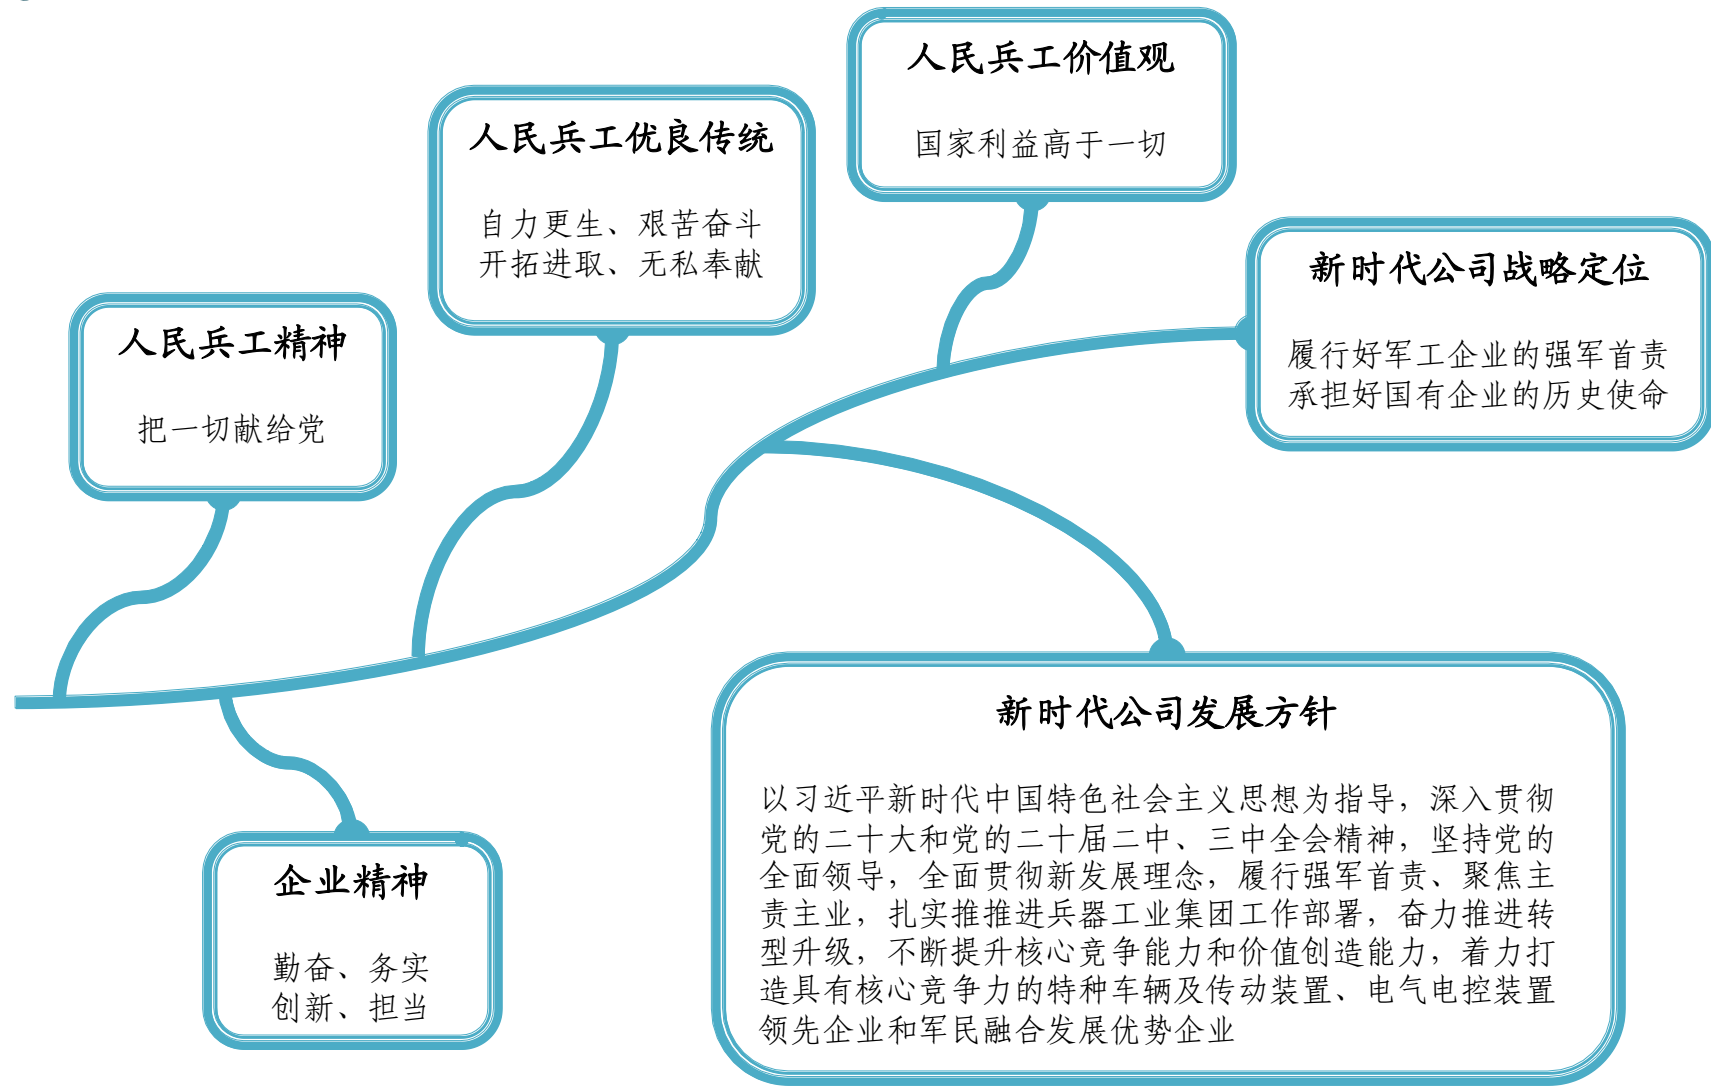 人民兵工价值观
国家利益高于一切
人民兵工优良传统
自力更生、艰苦奋斗
开拓进取、无私奉献
新时代公司战略定位
履行好军工企业的强军首责
承担好国有企业的历史使命
人民兵工精神
把一切献给党
企业精神
勤奋、务实
创新、担当
新时代公司发展方针
以习近平新时代中国特色社会主义思想为指导，深入贯彻
党的二十大和党的二十届二中、三中全会精神，坚持党的
全面领导，全面贯彻新发展理念，履行强军首责、聚焦主
责主业，扎实推推进兵器工业集团工作部署，奋力推进转
型升级，不断提升核心竞争能力和价值创造能力，着力打
造具有核心竞争力的特种车辆及传动装置、电气电控装置
领先企业和军民融合发展优势企业